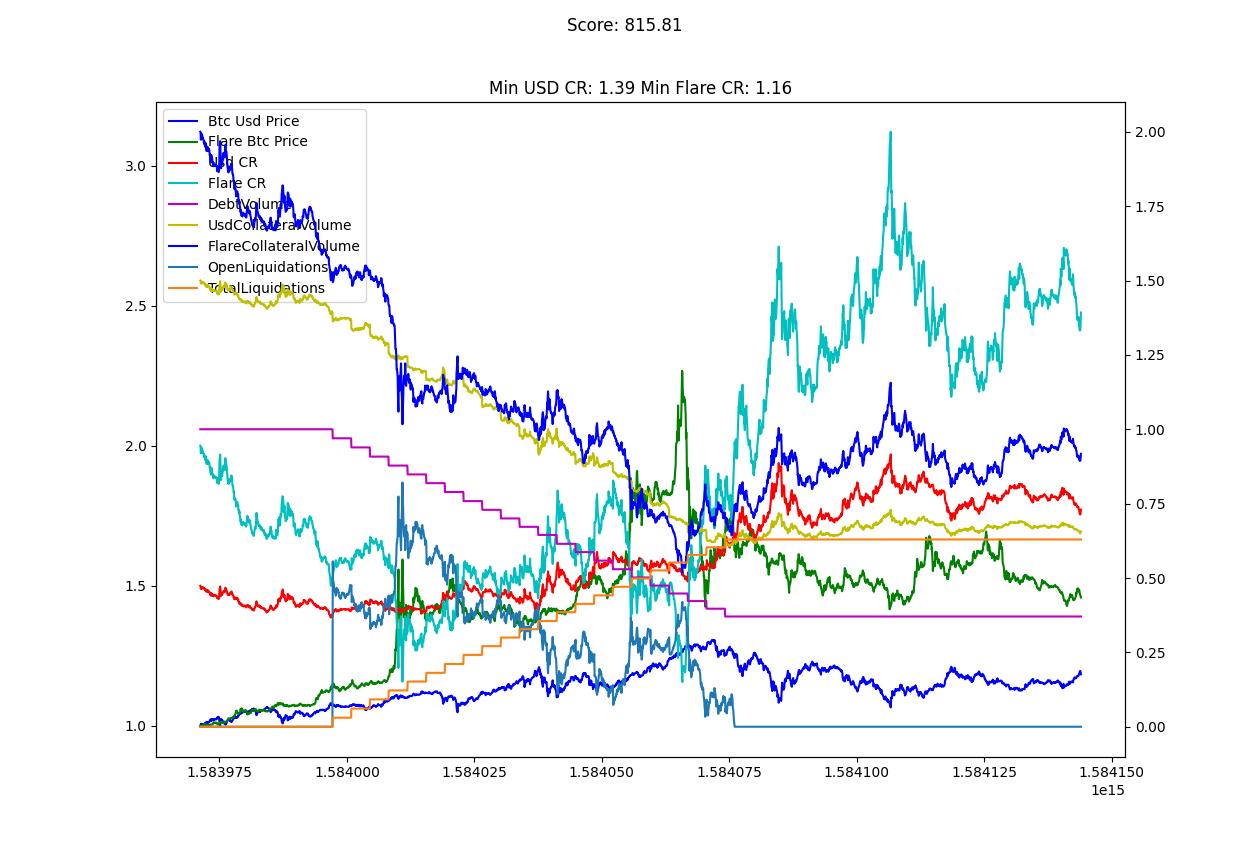 Score: 815.81
Min USD CR: 1.39 Min Flare CR: 1.16
Btc Usd Price
Flare Btc Price
Usd CR
Flare CR
DebtVolume
UsdCollateralVolume
FlareCollateralVolume
OpenLiquidations
TotalLiquidations
3.0
2.5
2.0
1.5
1.0
2.00
1.75
1.50
1.25
1.00
0.75
0.50
0.25
0.00
1.583975 1.584000 1.584025 1.584050 1.584075 1.584100 1.584125 1.584150
1e15